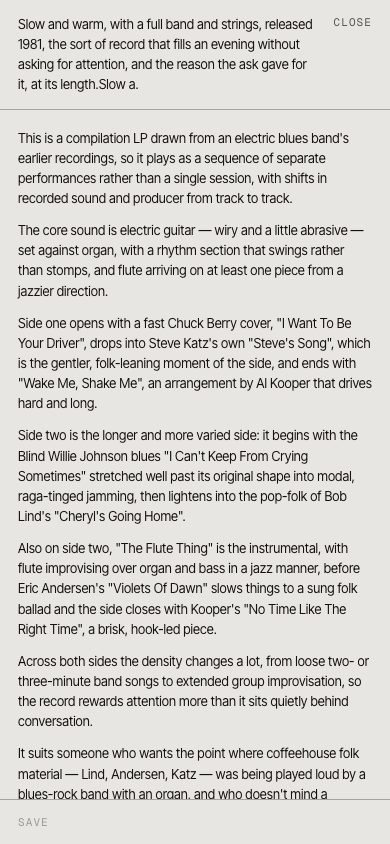 Slow and warm, with a full band and strings, released
1981, the sort of record that fills an evening without
asking for attention, and the reason the ask gave for
it, at its length.Slow a.
CLOSE
This is a compilation LP drawn from an electric blues band's
earlier recordings, so it plays as a sequence of separate
performances rather than a single session, with shifts in
recorded sound and producer from track to track.
The core sound is electric guitar — wiry and a little abrasive —
set against organ, with a rhythm section that swings rather
than stomps, and flute arriving on at least one piece from a
jazzier direction.
Side one opens with a fast Chuck Berry cover, "I Want To Be
Your Driver", drops into Steve Katz's own "Steve's Song", which
is the gentler, folk-leaning moment of the side, and ends with
"Wake Me, Shake Me", an arrangement by Al Kooper that drives
hard and long.
Side two is the longer and more varied side: it begins with the
Blind Willie Johnson blues "I Can't Keep From Crying
Sometimes" stretched well past its original shape into modal,
raga-tinged jamming, then lightens into the pop-folk of Bob
Lind's "Cheryl's Going Home".
Also on side two, "The Flute Thing" is the instrumental, with
flute improvising over organ and bass in a jazz manner, before
Eric Andersen's "Violets Of Dawn" slows things to a sung folk
ballad and the side closes with Kooper's "No Time Like The
Right Time", a brisk, hook-led piece.
Across both sides the density changes a lot, from loose two- or
three-minute band songs to extended group improvisation, so
the record rewards attention more than it sits quietly behind
conversation.
It suits someone who wants the point where coffeehouse folk
material — Lind, Andersen, Katz — was being played loud by a
blues-rock band with an organ, and who doesn't mind a
SAVE